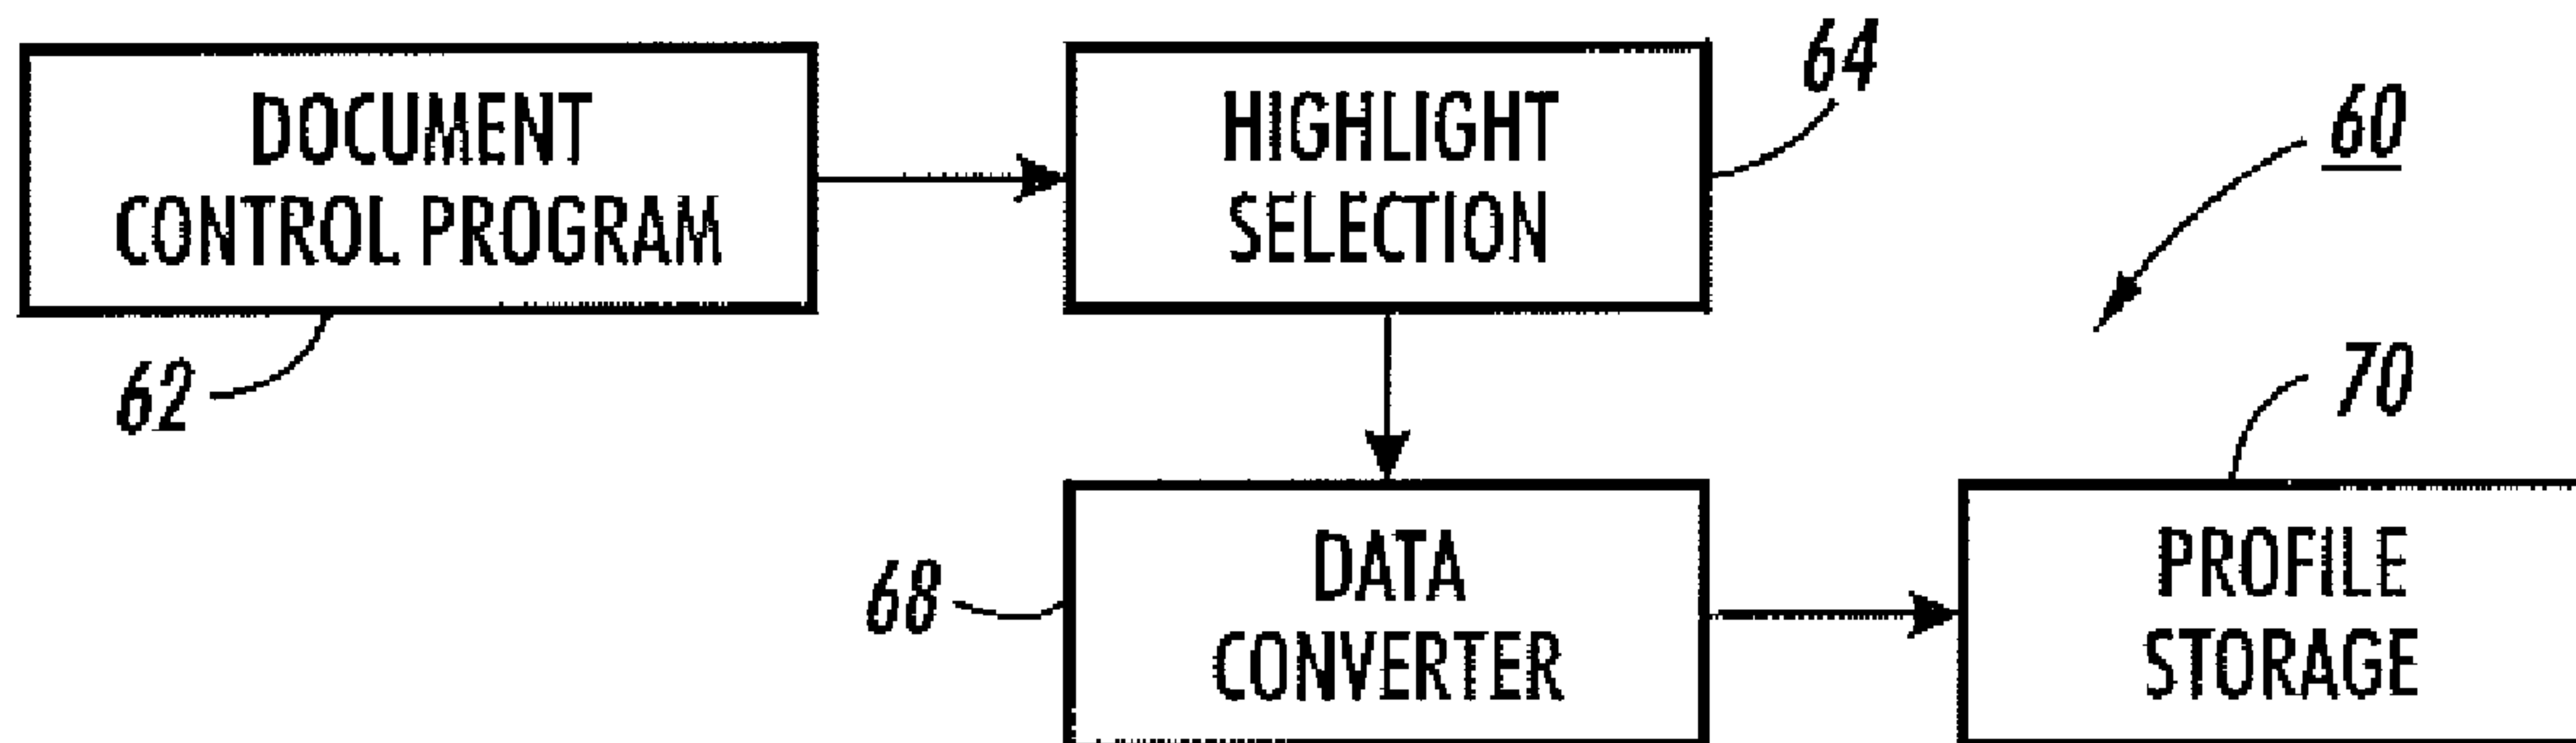 DOCUMENT
CONTROL PROGRAM
62
HIGHLIGHT
SELECTION
64
60
DATA
CONVERTER
68
PROFILE
STORAGE
70